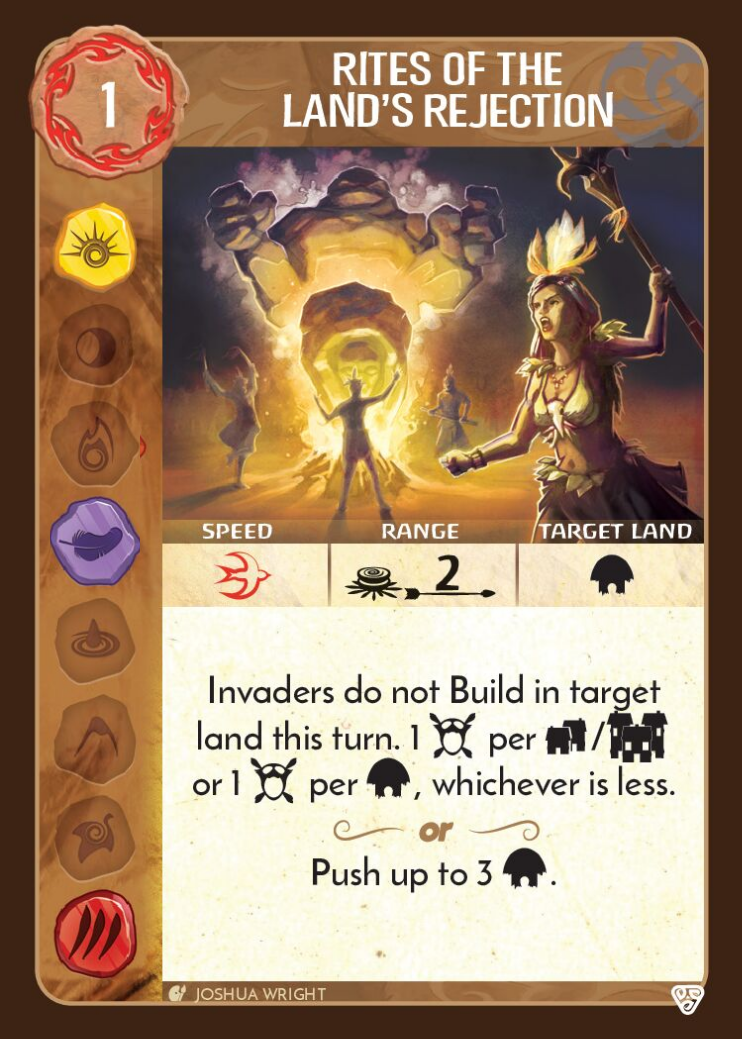 1
RITES OF THE
LAND'S REJECTION
SPEED RANGE TARGET LAND
2
Invaders do not Build in target
land this turn. 1 per /
or 1 per , whichever is less.
or
Push up to 3 .
JOSHUA WRIGHT